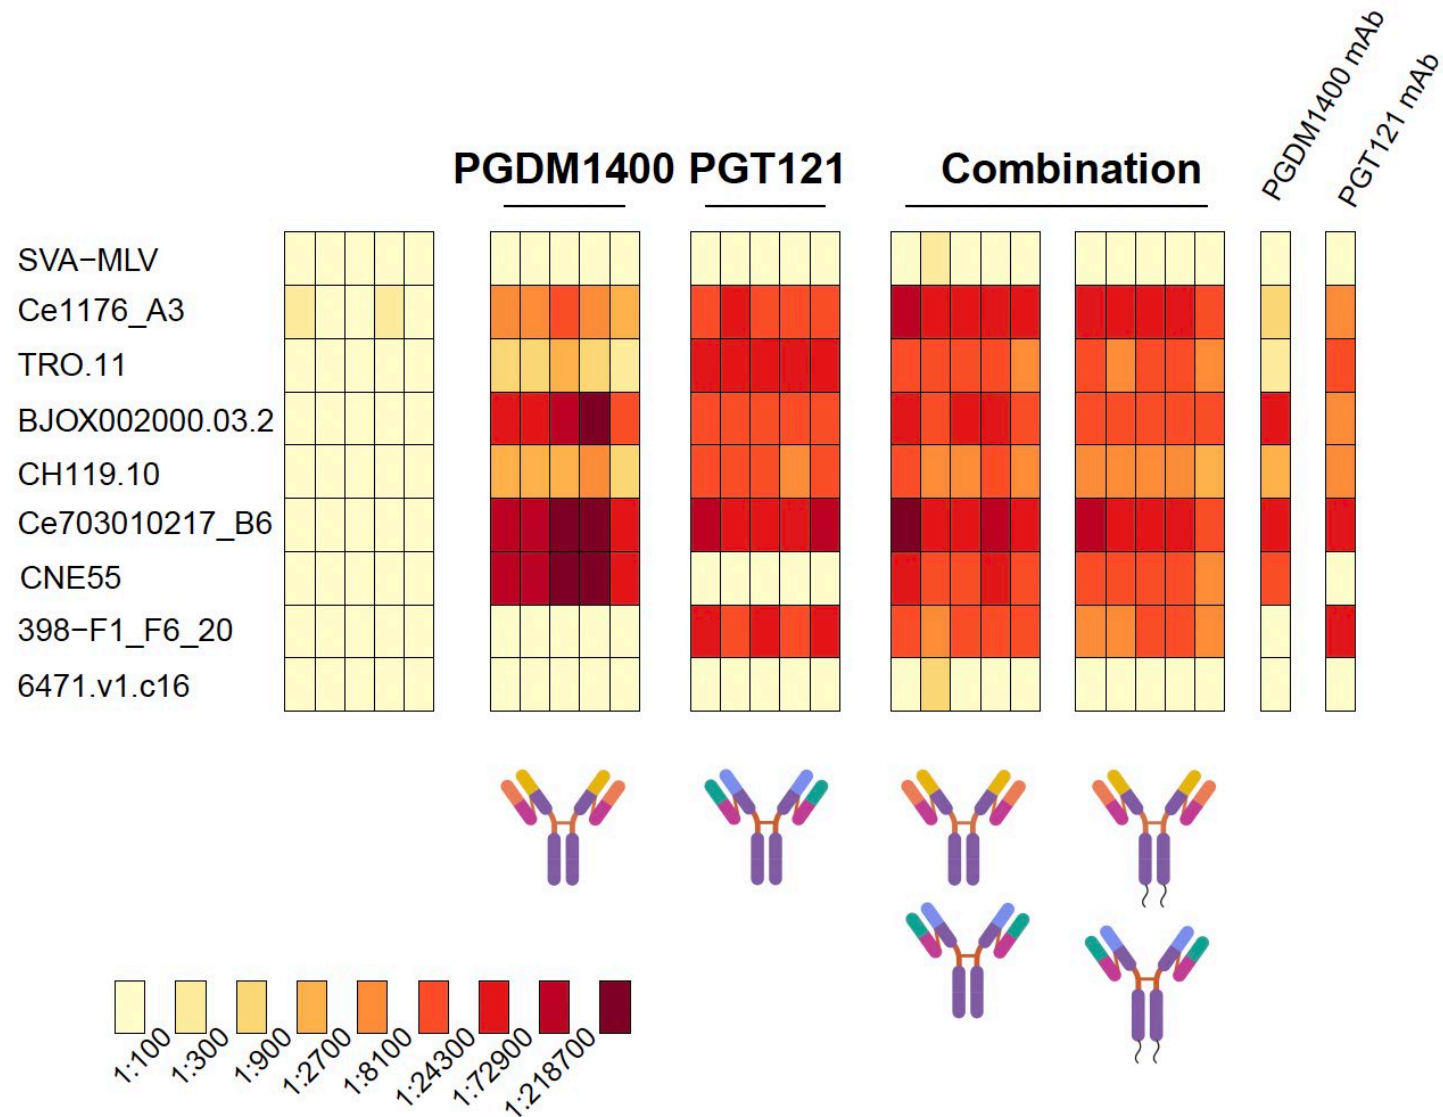 PGDM1400 PGT121 Combination PGDM1400 mAb PGT121 mAb
SVA−MLV
Ce1176_A3
TRO.11
BJOX002000.03.2
CH119.10
Ce703010217_B6
CNE55
398−F1_F6_20
6471.v1.c16
1:100 1:300 1:900 1:2700 1:8100 1:24300 1:72900 1:218700